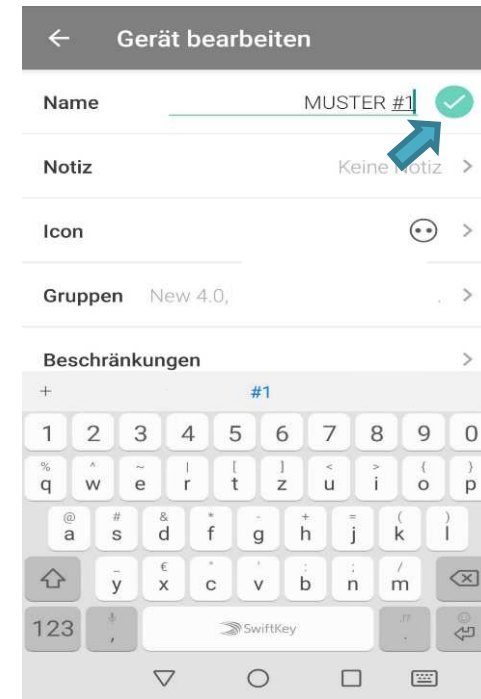 ← Gerät bearbeiten
Name MUSTER #1
Notiz Keine Notiz >
Icon >
Gruppen New 4.0, . >
Beschränkungen >
+ #1
1 2 3 4 5 6 7 8 9 0
% ^ ~ | [ ] < > { }
q w e r t z u i o p
@ # & * - + = ( )
a s d f g h j k l
_ € " ' : ; /
y x c v b n m
123 , SwiftKey .